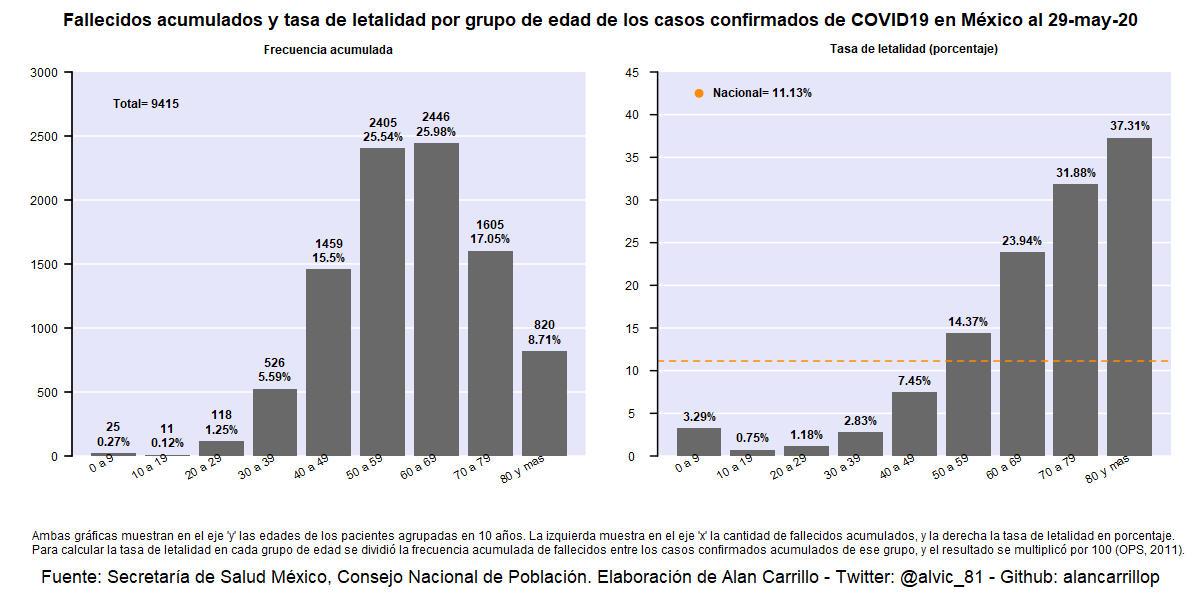 Fallecidos acumulados y tasa de letalidad por grupo de edad de los casos confirmados de COVID19 en México al 29-may-20
Frecuencia acumulada
3000
2500
2000
1500
1000
500
0
Total= 9415
25
0.27%
11
0.12%
118
1.25%
526
5.59%
1459
15.5%
2405
25.54%
2446
25.98%
1605
17.05%
820
8.71%
0 a 9
10 a 19
20 a 29
30 a 39
40 a 49
50 a 59
60 a 69
70 a 79
80 y mas
Tasa de letalidad (porcentaje)
45
40
35
30
25
20
15
10
5
0
Nacional= 11.13%
3.29%
0.75%
1.18%
2.83%
7.45%
14.37%
23.94%
31.88%
37.31%
0 a 9
10 a 19
20 a 29
30 a 39
40 a 49
50 a 59
60 a 69
70 a 79
80 y mas
Ambas gráficas muestran en el eje 'y' las edades de los pacientes agrupadas en 10 años. La izquierda muestra en el eje 'x' la cantidad de fallecidos acumulados, y la derecha la tasa de letalidad en porcentaje.
Para calcular la tasa de letalidad en cada grupo de edad se dividió la frecuencia acumulada de fallecidos entre los casos confirmados acumulados de ese grupo, y el resultado se multiplicó por 100 (OPS, 2011).
Fuente: Secretaría de Salud México, Consejo Nacional de Población. Elaboración de Alan Carrillo - Twitter: @alvic_81 - Github: alancarrillop